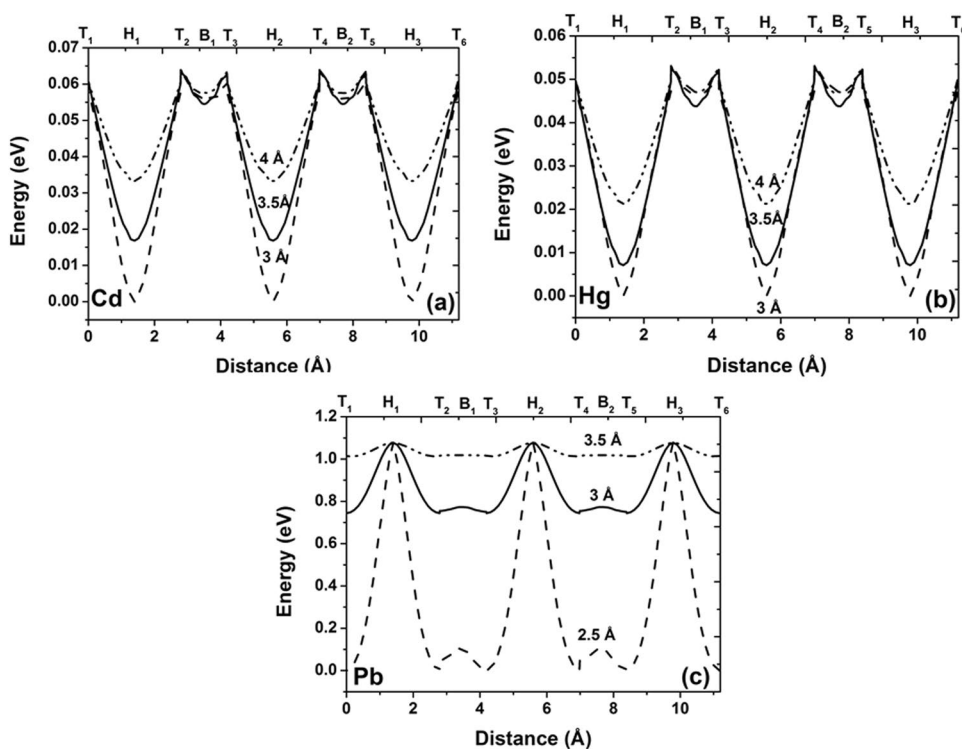 T1 H1 T2 B1 T3 H2 T4 B2 T5 H3 T6
0.07
0.06
0.05
0.04
0.03
0.02
0.01
0.00
Energy (eV)
4 Å
3.5Å
3 Å
Cd
(a)
0 2 4 6 8 10
Distance (Å)
T1 H1 T2 B1 T3 H2 T4 B2 T5 H3
0.06
0.05
0.04
0.03
0.02
0.01
0.00
Energy (eV)
4 Å
3.5Å
3 Å
Hg
(b)
0 2 4 6 8 10
Distance (Å)
T1 H1 T2 B1 T3 H2 T4 B2 T5 H3 T6
1.2
1.0
0.8
0.6
0.4
0.2
0.0
Energy (eV)
3.5 Å
3 Å
2.5 Å
Pb
(c)
0 2 4 6 8 10
Distance (Å)